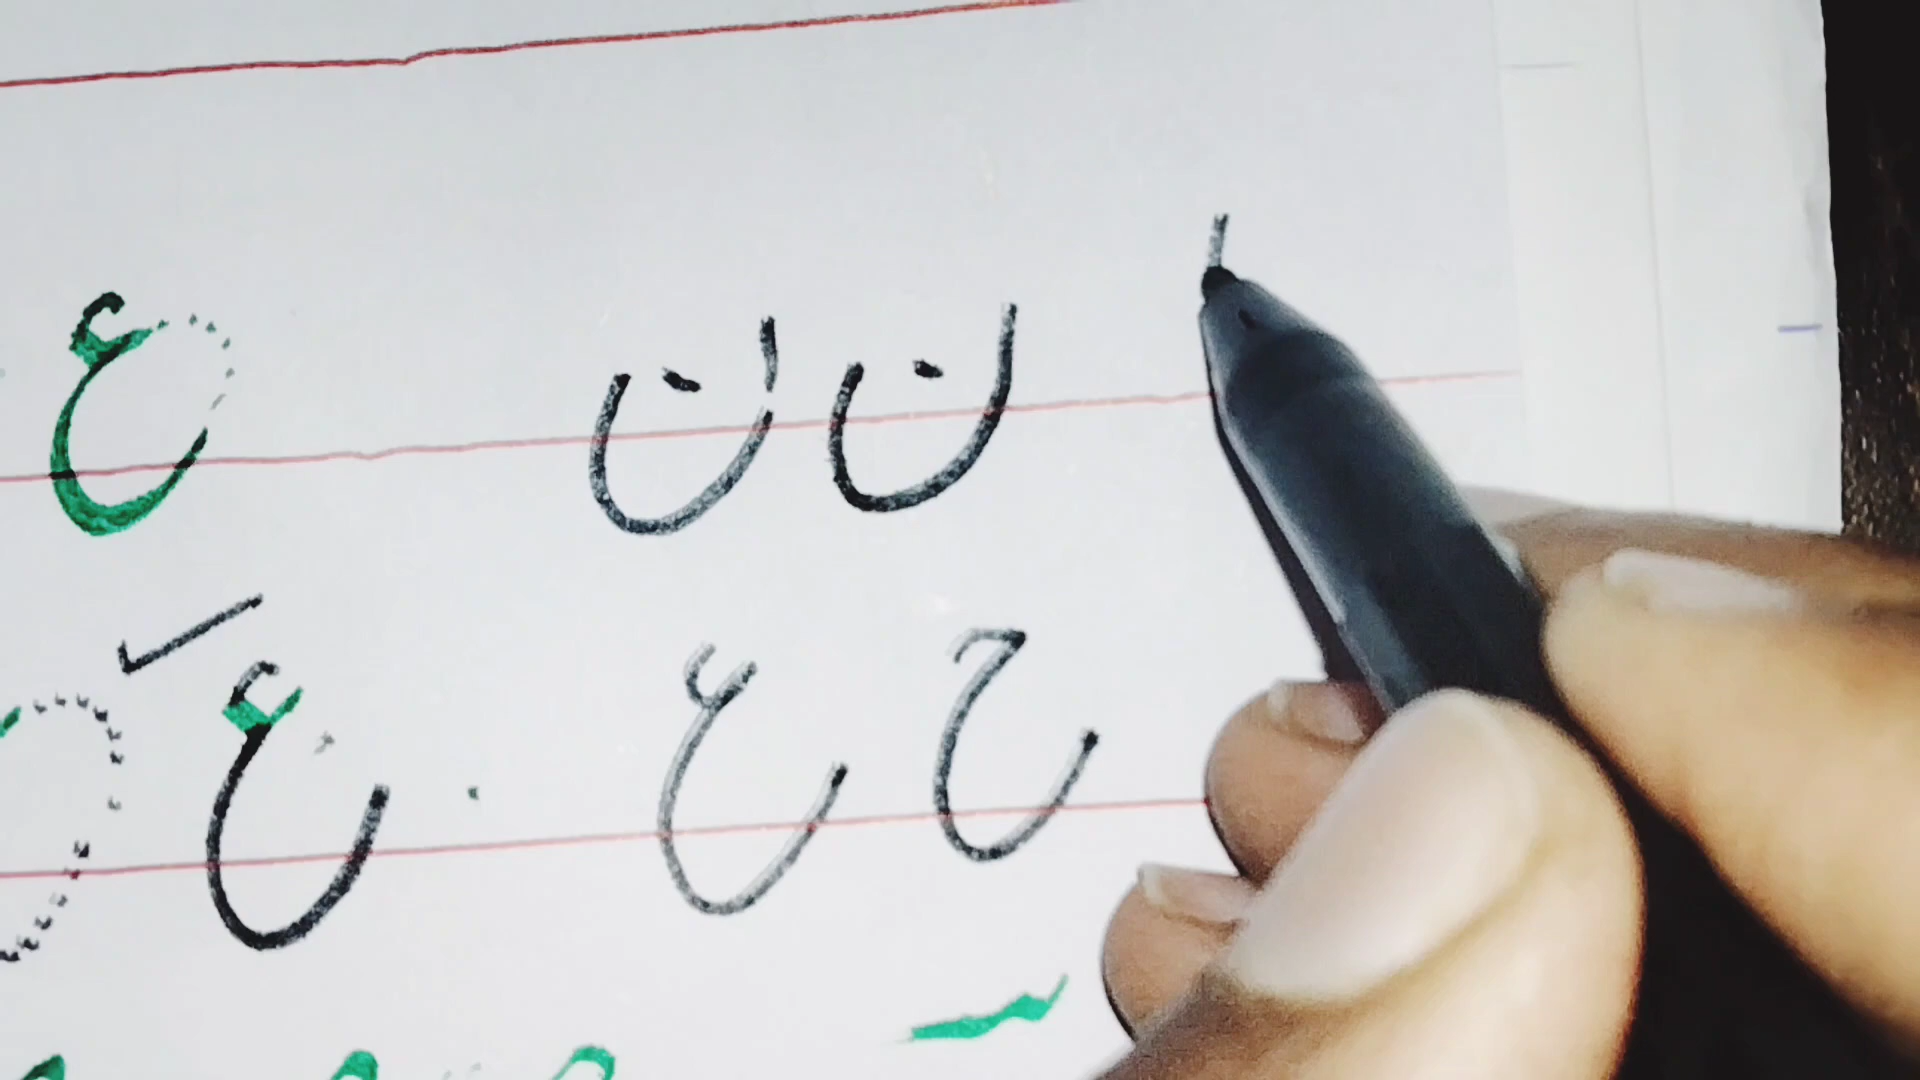 ن ن ع
ح ع ع